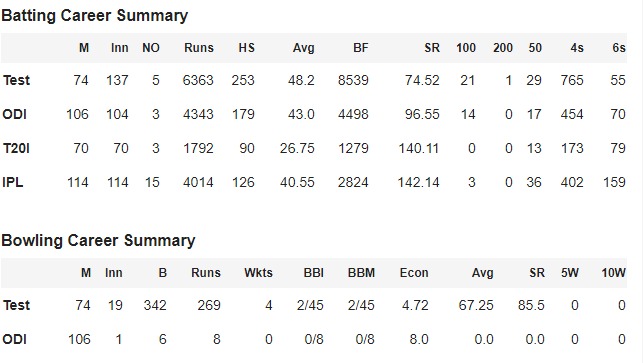 Batting Career Summary
M Inn NO Runs HS Avg BF SR 100 200 50 4s 6s
Test 74 137 5 6363 253 48.2 8539 74.52 21 1 29 765 55
ODI 106 104 3 4343 179 43.0 4498 96.55 14 0 17 454 70
T20I 70 70 3 1792 90 26.75 1279 140.11 0 0 13 173 79
IPL 114 114 15 4014 126 40.55 2824 142.14 3 0 36 402 159
Bowling Career Summary
M Inn B Runs Wkts BBI BBM Econ Avg SR 5W 10W
Test 74 19 342 269 4 2/45 2/45 4.72 67.25 85.5 0 0
ODI 106 1 6 8 0 0/8 0/8 8.0 0.0 0.0 0 0